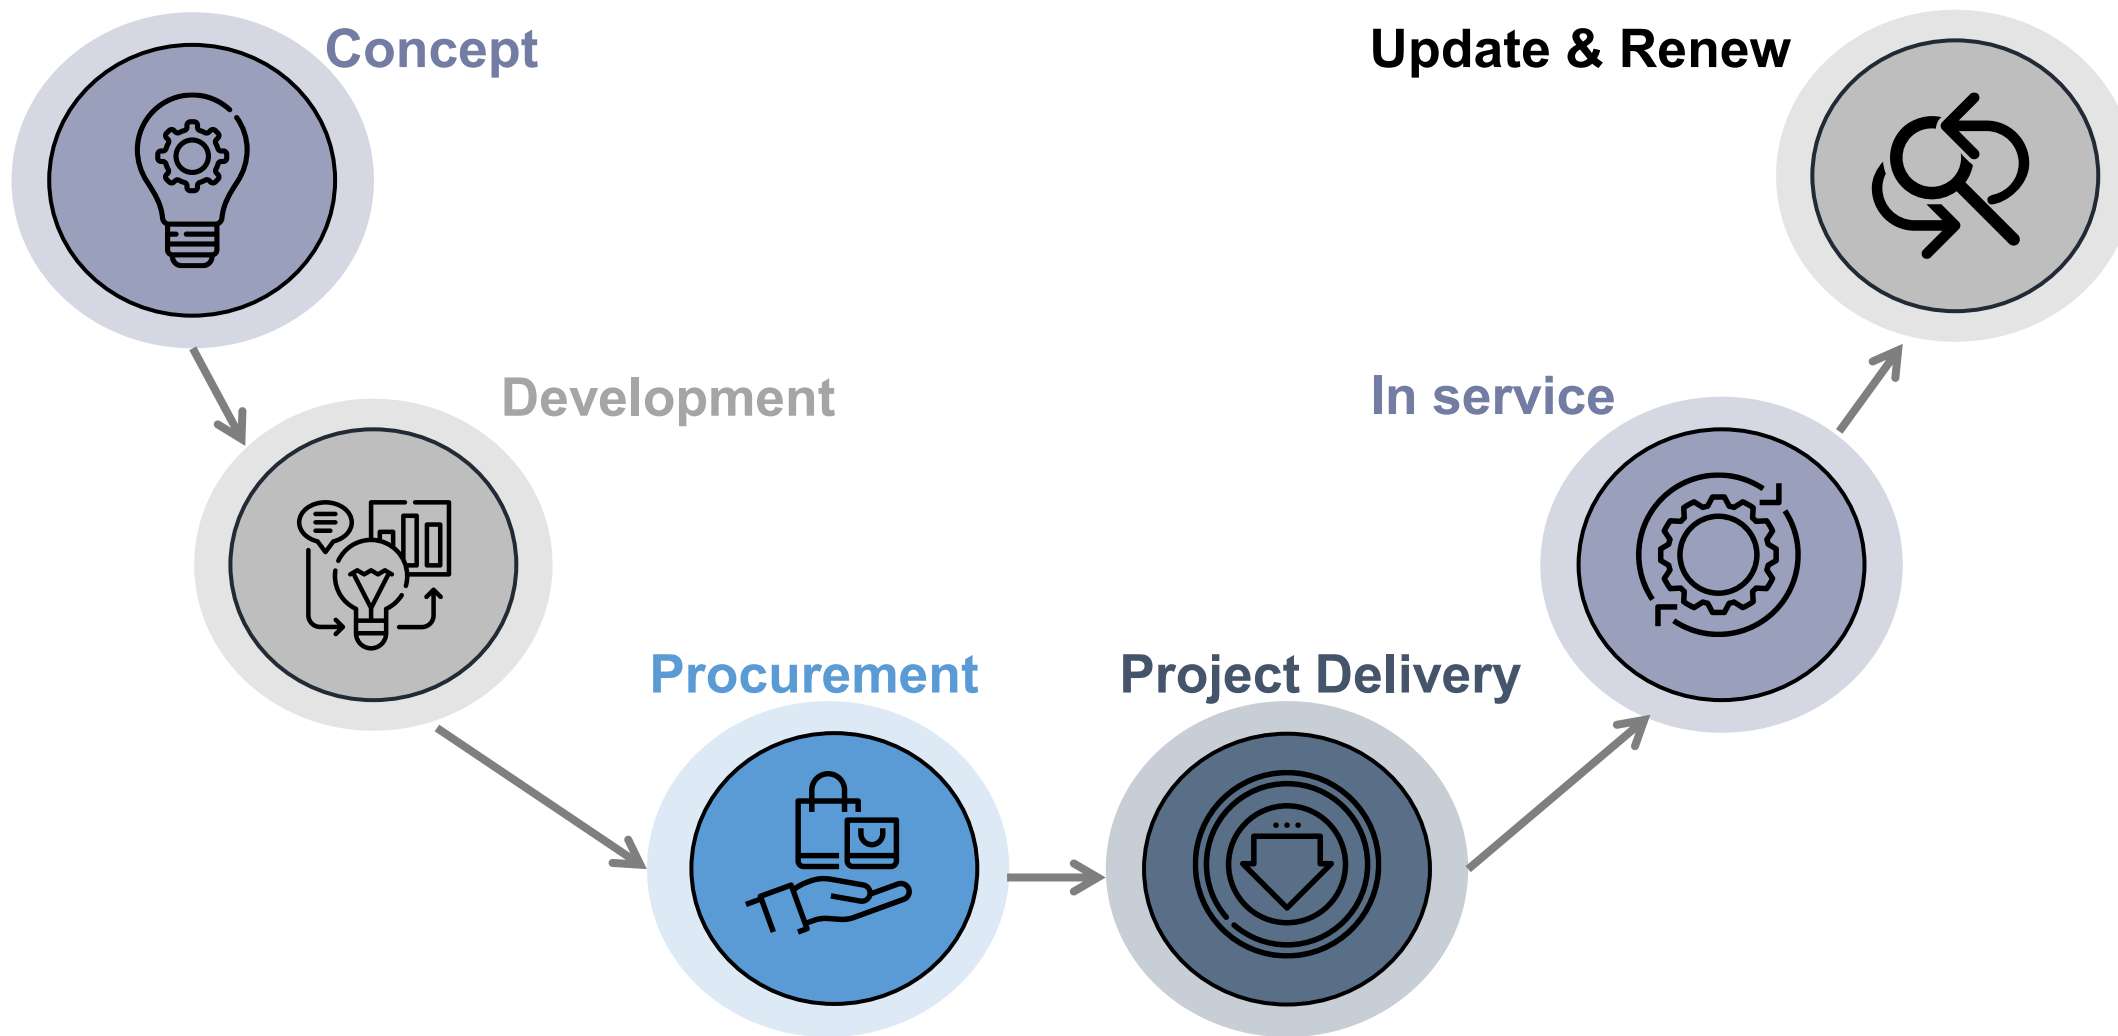 Concept
Update & Renew
Development
In service
Procurement
Project Delivery